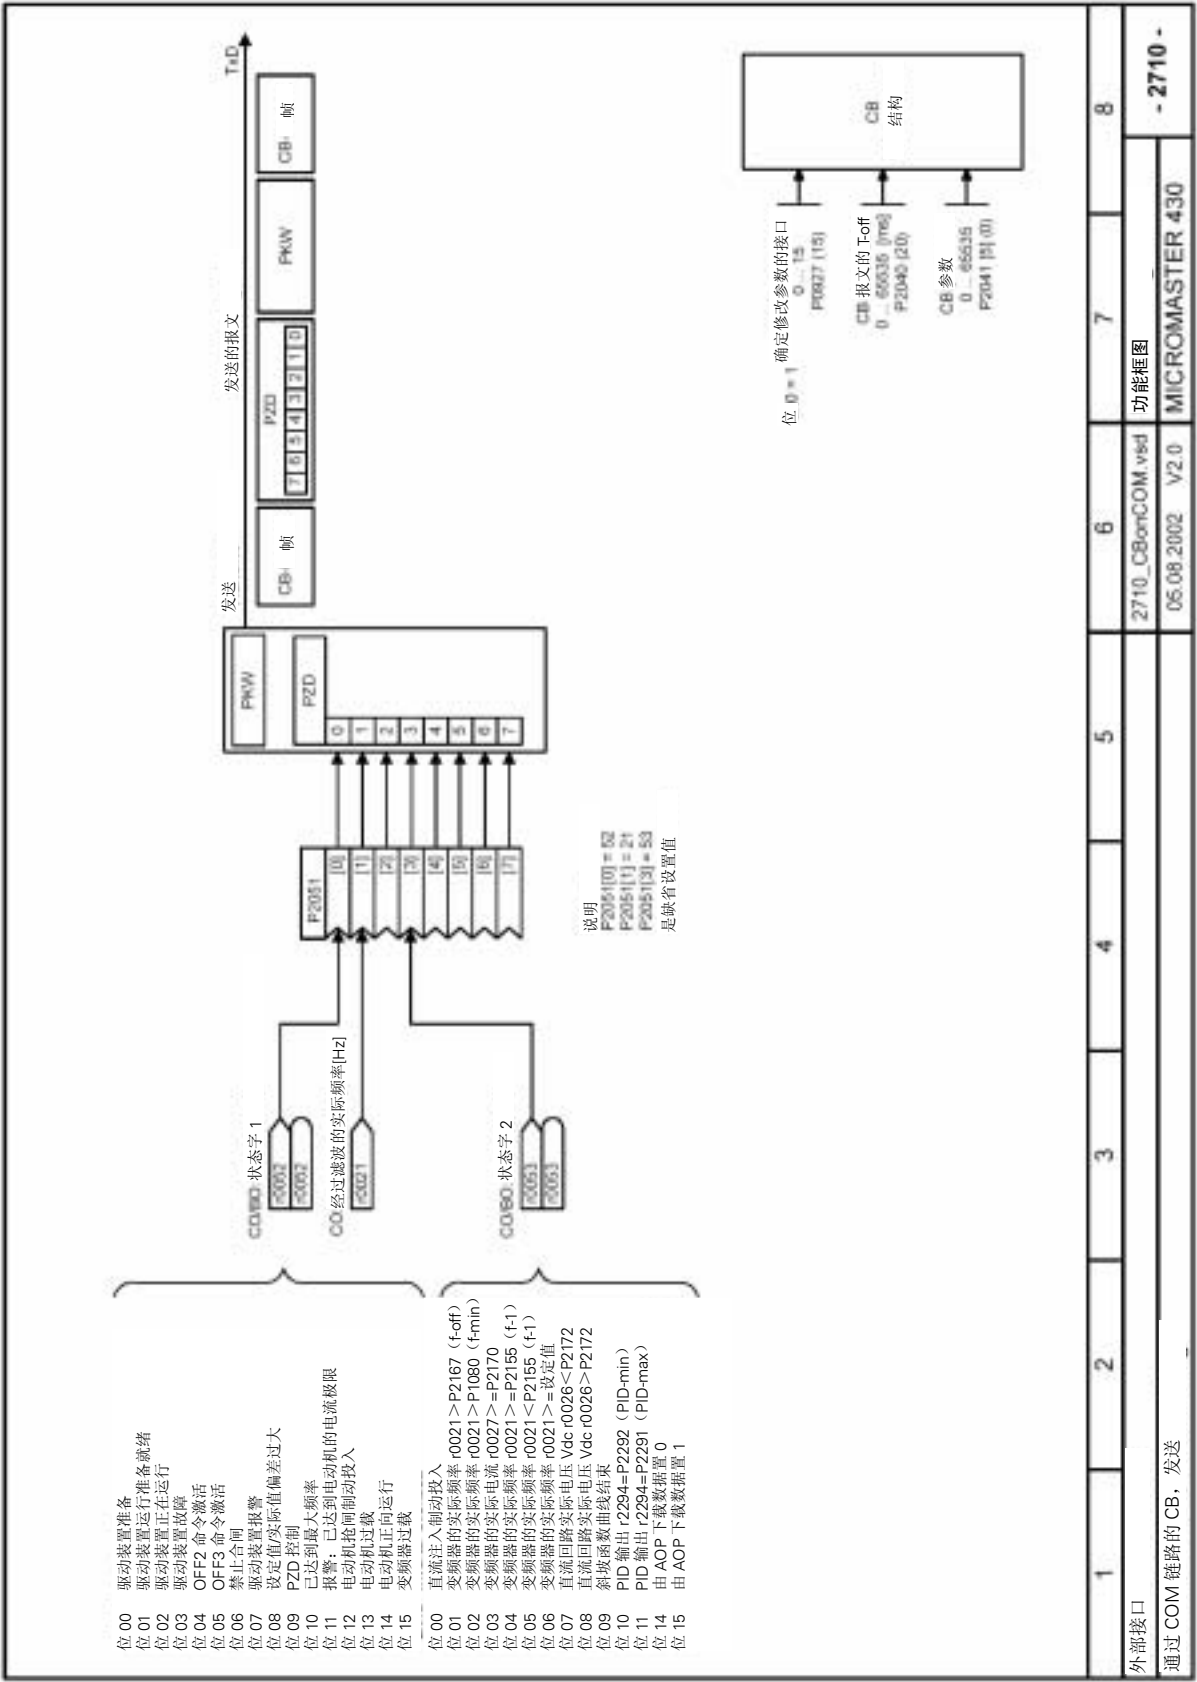 位 00 驱动装置准备
位 01 驱动装置运行准备就绪
位 02 驱动装置正在运行
位 03 驱动装置故障
位 04 OFF2 命令激活
位 05 OFF3 命令激活
位 06 禁止合闸
位 07 驱动装置报警
位 08 设定值/实际值偏差过大
位 09 PZD 控制
位 10 已达到最大频率
位 11 报警：已达到电动机的电流极限
位 12 电动机抱闸制动投入
位 13 电动机过载
位 14 电动机正向运行
位 15 变频器过载
位 00 直流注入制动投入
位 01 变频器的实际频率 r0021＞P2167（f-off）
位 02 变频器的实际频率 r0021＞P1080（f-min）
位 03 变频器的实际电流 r0027＞=P2170
位 04 变频器的实际频率 r0021＞=P2155（f-1）
位 05 变频器的实际频率 r0021＜P2155（f-1）
位 06 变频器的实际频率 r0021＞=设定值
位 07 直流回路实际电压 Vdc r0026＜P2172
位 08 直流回路实际电压 Vdc r0026＞P2172
位 09 斜坡函数曲线结束
位 10 PID 输出 r2294=P2292（PID-min）
位 11 PID 输出 r2294=P2291（PID-max）
位 14 由 AOP 下载数据置 0
位 15 由 AOP 下载数据置 1
CO/BO: 状态字 1
r0052
r0052
CO:经过滤波的实际频率[Hz]
r0021
CO/BO: 状态字 2
r0053
r0053
P2051
[0]
[1]
[2]
[3]
[4]
[5]
[6]
[7]
说明
P2051[0] = 52
P2051[1] = 21
P2051[3] = 53
是缺省设置值
PKW
PZD
0
1
2
3
4
5
6
7
发送
发送的报文
TxD
CB- 帧
PZD
7 6 5 4 3 2 1 0
PKW
CB- 帧
位 0 = 1 确定修改参数的接口
0 ... 15
P0927 (15)
CB 报文的 T-off
0 ... 65535 [ms]
P2040 (20)
CB 参数
0 ... 65535
P2041 [5] (0)
CB
结构
1 2 3 4 5 6 7 8
外部接口 2710_CBonCOM.vsd 功能框图 - 2710 -
通过 COM 链路的 CB，发送 05.08.2002 V2.0 MICROMASTER 430